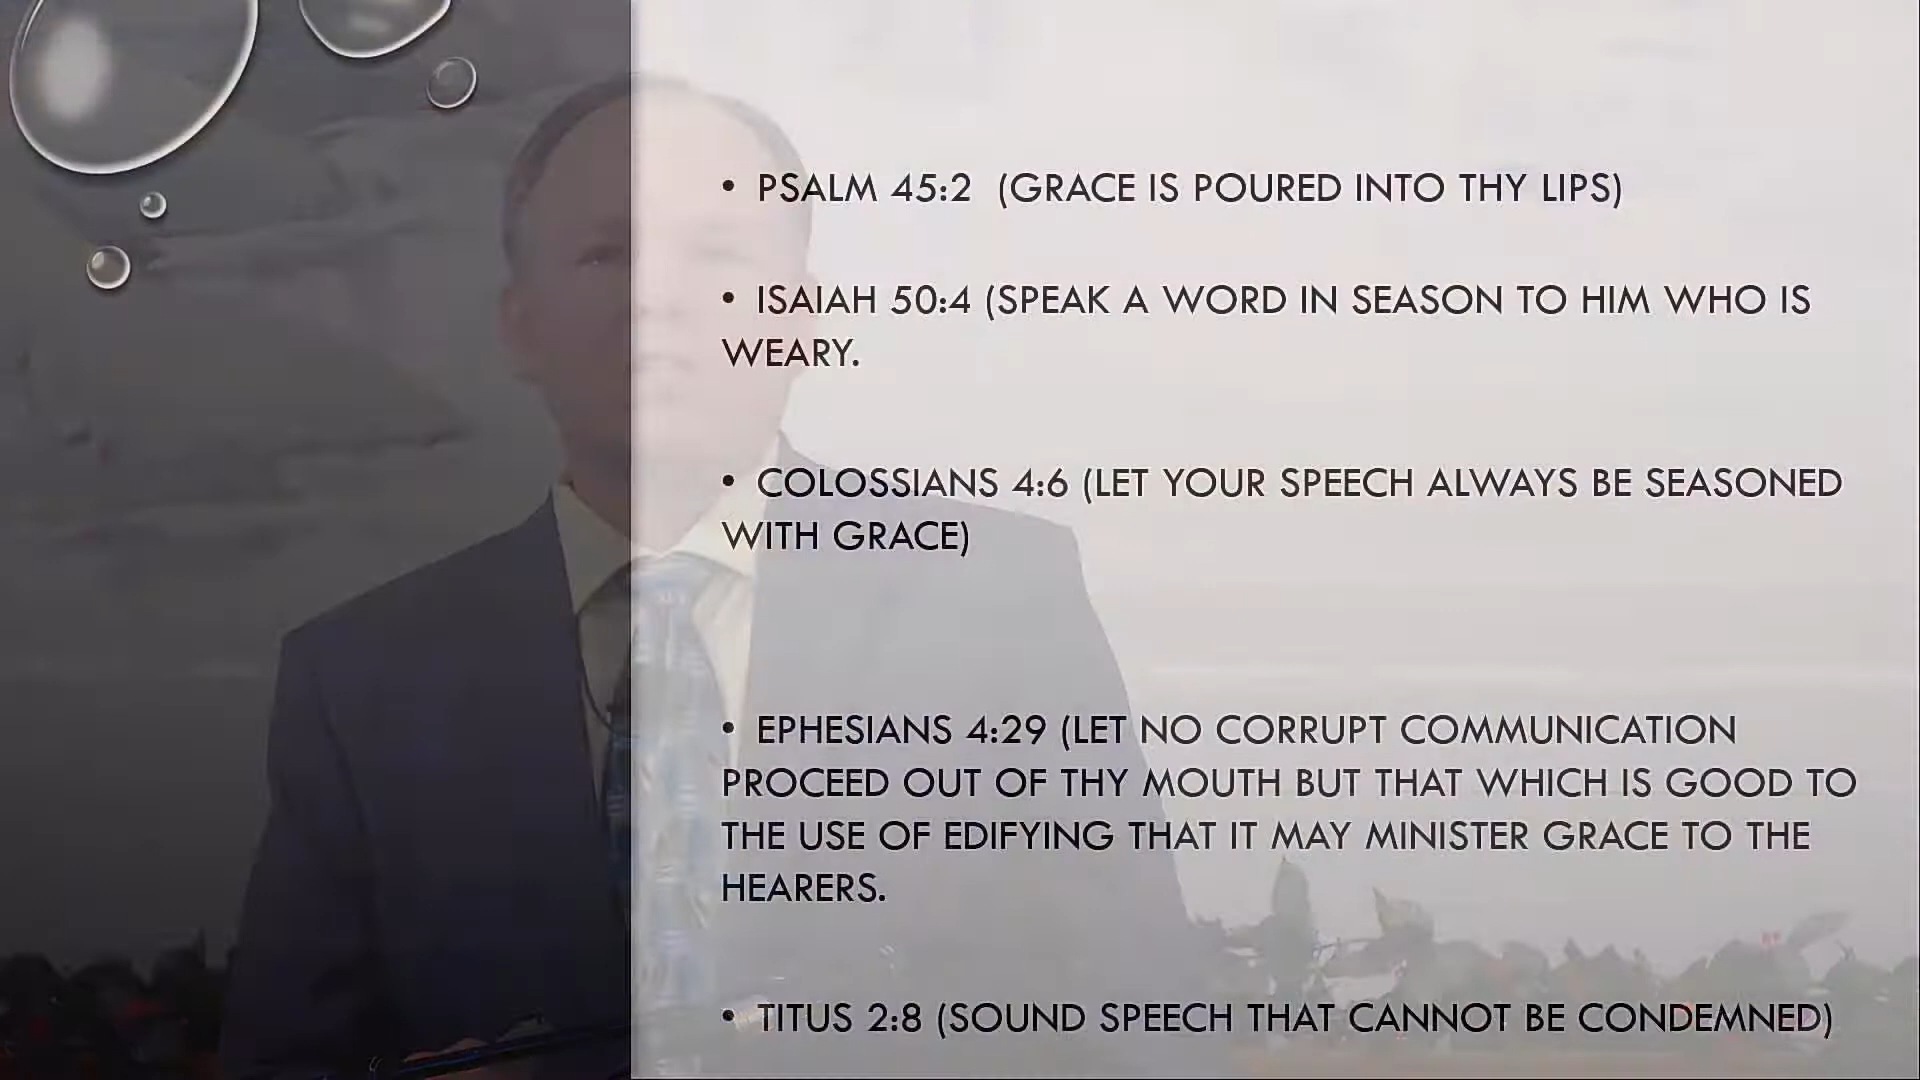 • PSALM 45:2  (GRACE IS POURED INTO THY LIPS)
• ISAIAH 50:4 (SPEAK A WORD IN SEASON TO HIM WHO IS
WEARY.
• COLOSSIANS 4:6 (LET YOUR SPEECH ALWAYS BE SEASONED
WITH GRACE)
• EPHESIANS 4:29 (LET NO CORRUPT COMMUNICATION
PROCEED OUT OF THY MOUTH BUT THAT WHICH IS GOOD TO
THE USE OF EDIFYING THAT IT MAY MINISTER GRACE TO THE
HEARERS.
• TITUS 2:8 (SOUND SPEECH THAT CANNOT BE CONDEMNED)